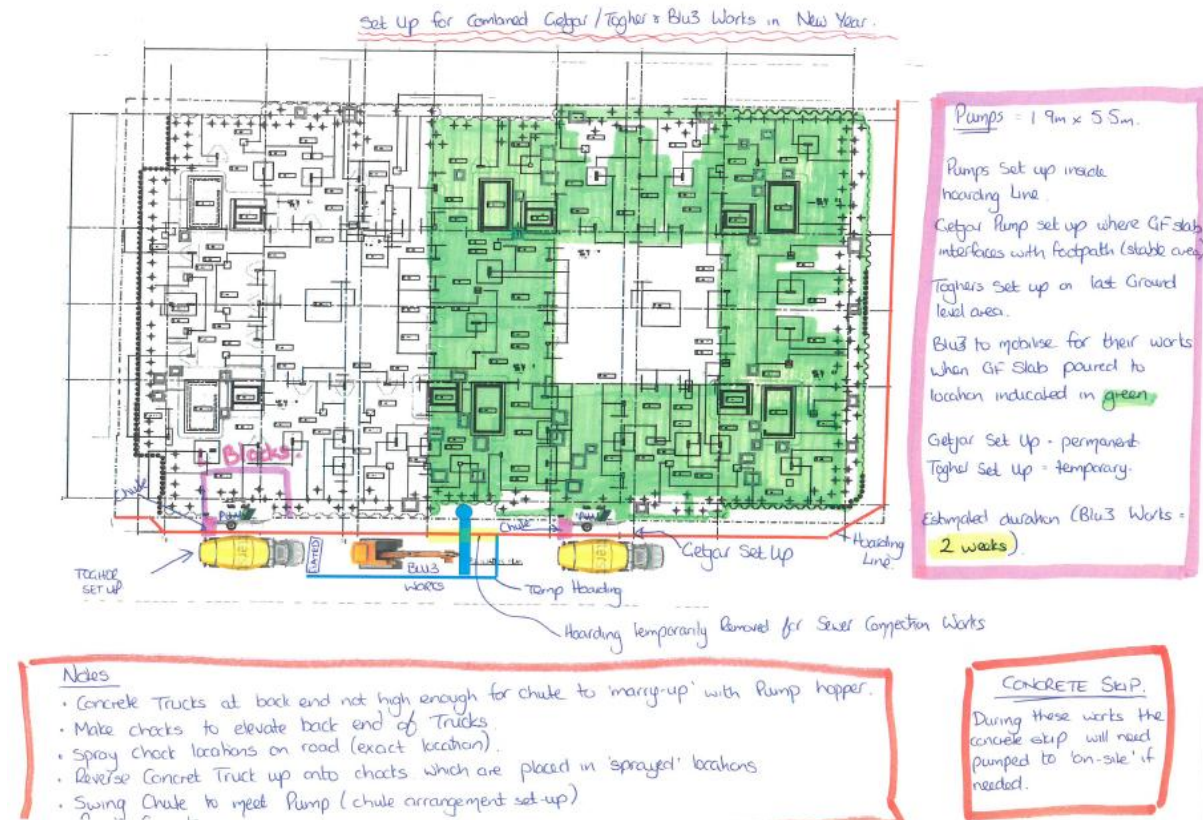 Set Up for Combined Getjar / Togher & Blu3 Works in New Year.
Pumps = 1.9m x 5.5m.
Pumps Set up inside
hoarding Line.
Getjar Pump set up where GF slab
interfaces with footpath (stable area)
Toghers Set up on last Ground
level area.
Blu3 to mobilise for their works
when GF Slab poured to
location indicated in green
Getjar Set Up - permanent
Togher Set Up = temporary.
Estimated duration (Blu3 Works =
2 weeks).
Blocks.
Chute
Pump
Chute
TOGHER
SET UP
Blu3
Works
Temp Hoarding
Getjar Set Up
Hoarding
Line.
Hoarding Temporarily Removed for Sewer Connection Works
Notes
• Concrete Trucks at back end not high enough for chute to 'marry-up' with Pump hopper.
• Make chocks to elevate back end of Trucks
• Spray chock locations on road (exact location).
• Reverse Concret Truck up onto chocks which are placed in 'sprayed' locations
• Swing Chute to meet Pump (chute arrangement set-up)
CONCRETE SKIP.
During these works the
concrete skip will need
pumped to 'on-site' if
needed.